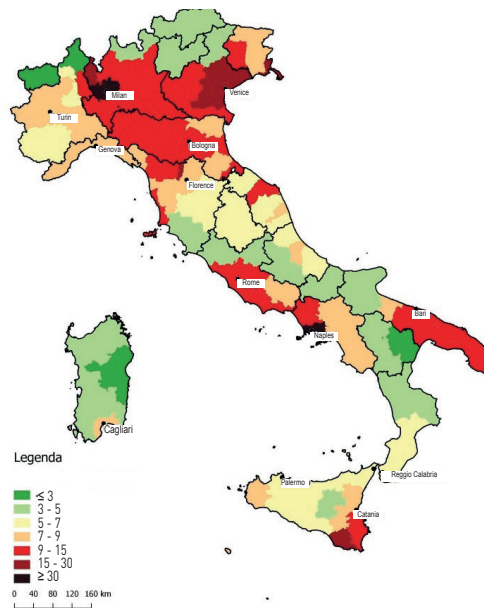 Milan
Venice
Turin
Genova
Bologna
Florence
Rome
Bari
Naples
Cagliari
Reggio Calabria
Palermo
Catania
Legenda
≤ 3
3 - 5
5 - 7
7 - 9
9 - 15
15 - 30
≥ 30
0 40 80 120 160 km